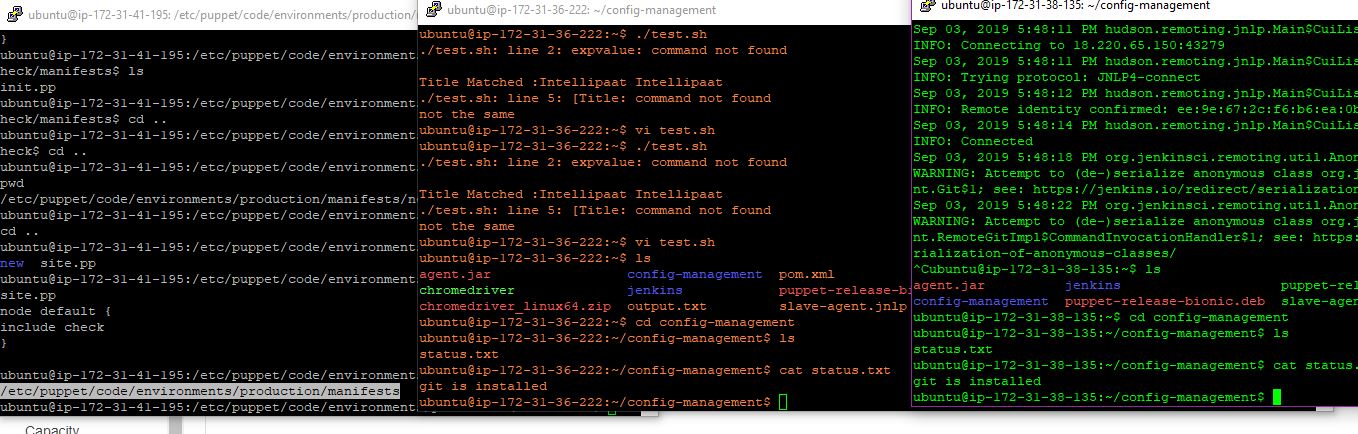 ubuntu@ip-172-31-41-195: /etc/puppet/code/environments/production/
}
ubuntu@ip-172-31-41-195:/etc/puppet/code/environment
heck/manifests$ ls
init.pp
ubuntu@ip-172-31-41-195:/etc/puppet/code/environment
heck/manifests$ cd ..
ubuntu@ip-172-31-41-195:/etc/puppet/code/environment
heck$ cd ..
ubuntu@ip-172-31-41-195:/etc/puppet/code/environment
pwd
/etc/puppet/code/environments/production/manifests/n
ubuntu@ip-172-31-41-195:/etc/puppet/code/environment
cd ..
ubuntu@ip-172-31-41-195:/etc/puppet/code/environment
new  site.pp
ubuntu@ip-172-31-41-195:/etc/puppet/code/environment
site.pp
node default {
include check
}
ubuntu@ip-172-31-41-195:/etc/puppet/code/environment
/etc/puppet/code/environments/production/manifests
ubuntu@ip-172-31-41-195:/etc/puppet/code/environment
Capacity
ubuntu@ip-172-31-36-222: ~/config-management
ubuntu@ip-172-31-36-222:~$ ./test.sh
./test.sh: line 2: expvalue: command not found
Title Matched :Intellipaat Intellipaat
./test.sh: line 5: [Title: command not found
not the same
ubuntu@ip-172-31-36-222:~$ vi test.sh
ubuntu@ip-172-31-36-222:~$ ./test.sh
./test.sh: line 2: expvalue: command not found
Title Matched :Intellipaat Intellipaat
./test.sh: line 5: [Title: command not found
not the same
ubuntu@ip-172-31-36-222:~$ vi test.sh
ubuntu@ip-172-31-36-222:~$ ls
agent.jar  config-management  pom.xml
chromedriver  jenkins  puppet-release-bi
chromedriver_linux64.zip  output.txt  slave-agent.jnlp
ubuntu@ip-172-31-36-222:~$ cd config-management
ubuntu@ip-172-31-36-222:~/config-management$ ls
status.txt
ubuntu@ip-172-31-36-222:~/config-management$ cat status.txt
git is installed
ubuntu@ip-172-31-36-222:~/config-management$
ubuntu@ip-172-31-38-135: ~/config-management
Sep 03, 2019 5:48:11 PM hudson.remoting.jnlp.Main$CuiLis
INFO: Connecting to 18.220.65.150:43279
Sep 03, 2019 5:48:11 PM hudson.remoting.jnlp.Main$CuiLis
INFO: Trying protocol: JNLP4-connect
Sep 03, 2019 5:48:12 PM hudson.remoting.jnlp.Main$CuiLis
INFO: Remote identity confirmed: ee:9e:67:2c:f6:b6:ea:0b
Sep 03, 2019 5:48:14 PM hudson.remoting.jnlp.Main$CuiLis
INFO: Connected
Sep 03, 2019 5:48:18 PM org.jenkinsci.remoting.util.Anon
WARNING: Attempt to (de-)serialize anonymous class org.j
nt.Git$1; see: https://jenkins.io/redirect/serialization
Sep 03, 2019 5:48:22 PM org.jenkinsci.remoting.util.Anon
WARNING: Attempt to (de-)serialize anonymous class org.j
nt.RemoteGitImpl$CommandInvocationHandler$1; see: https:
rialization-of-anonymous-classes/
^Cubuntu@ip-172-31-38-135:~$ ls
agent.jar  jenkins  puppet-rel
config-management  puppet-release-bionic.deb  slave-agen
ubuntu@ip-172-31-38-135:~$ cd config-management
ubuntu@ip-172-31-38-135:~/config-management$ ls
status.txt
ubuntu@ip-172-31-38-135:~/config-management$ cat status.
git is installed
ubuntu@ip-172-31-38-135:~/config-management$